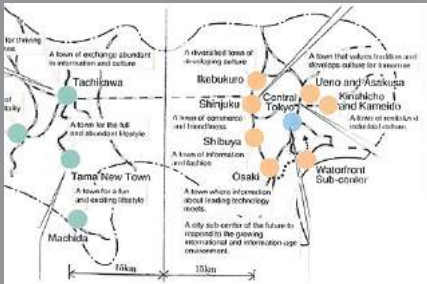 for thriving
A town of exchange abundant
in information and culture
Tachikawa
A town for the full
and abundant lifestyle
Tama New Town
A town for a fun
and exciting lifestyle
Machida
A diversified town of
developing culture
Ikebukuro
Shinjuku
A town of commerce
and friendliness
Shibuya
A town of information
and fashion
Osaki
A town where information
about leading technology
meets.
A city sub-center of the future to
respond to the growing
international and information-age
environment.
A town that values tradition and
develops culture for tomorrow
Ueno and Asakusa
Central
Tokyo
Kinshicho
and Kameido
A town of
industrial culture.
Waterfront
Sub-center
15km